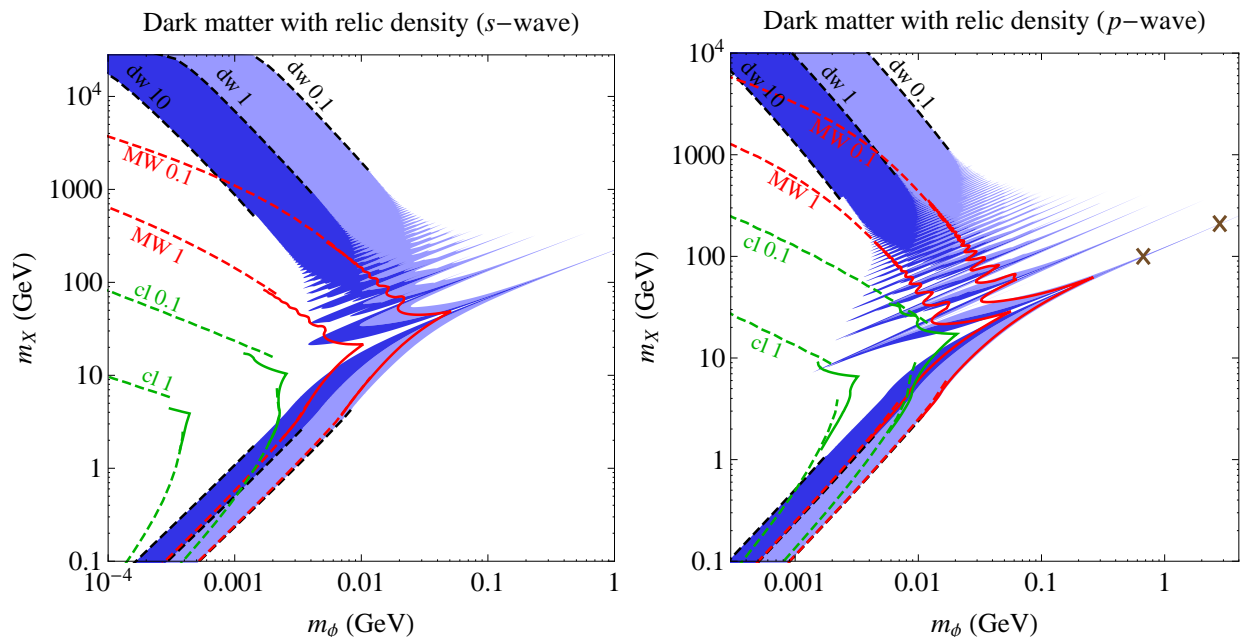 Dark matter with relic density (s−wave)
10⁴
1000
100
10
1
0.1
m_X (GeV)
dw 10
dw 1
dw 0.1
MW 0.1
MW 1
cl 0.1
cl 1
10⁻⁴
0.001
0.01
0.1
1
m_ϕ (GeV)
Dark matter with relic density (p−wave)
10⁴
1000
100
10
1
0.1
m_X (GeV)
dw 10
dw 1
dw 0.1
MW 0.1
MW 1
cl 0.1
cl 1
0.001
0.01
0.1
1
m_ϕ (GeV)